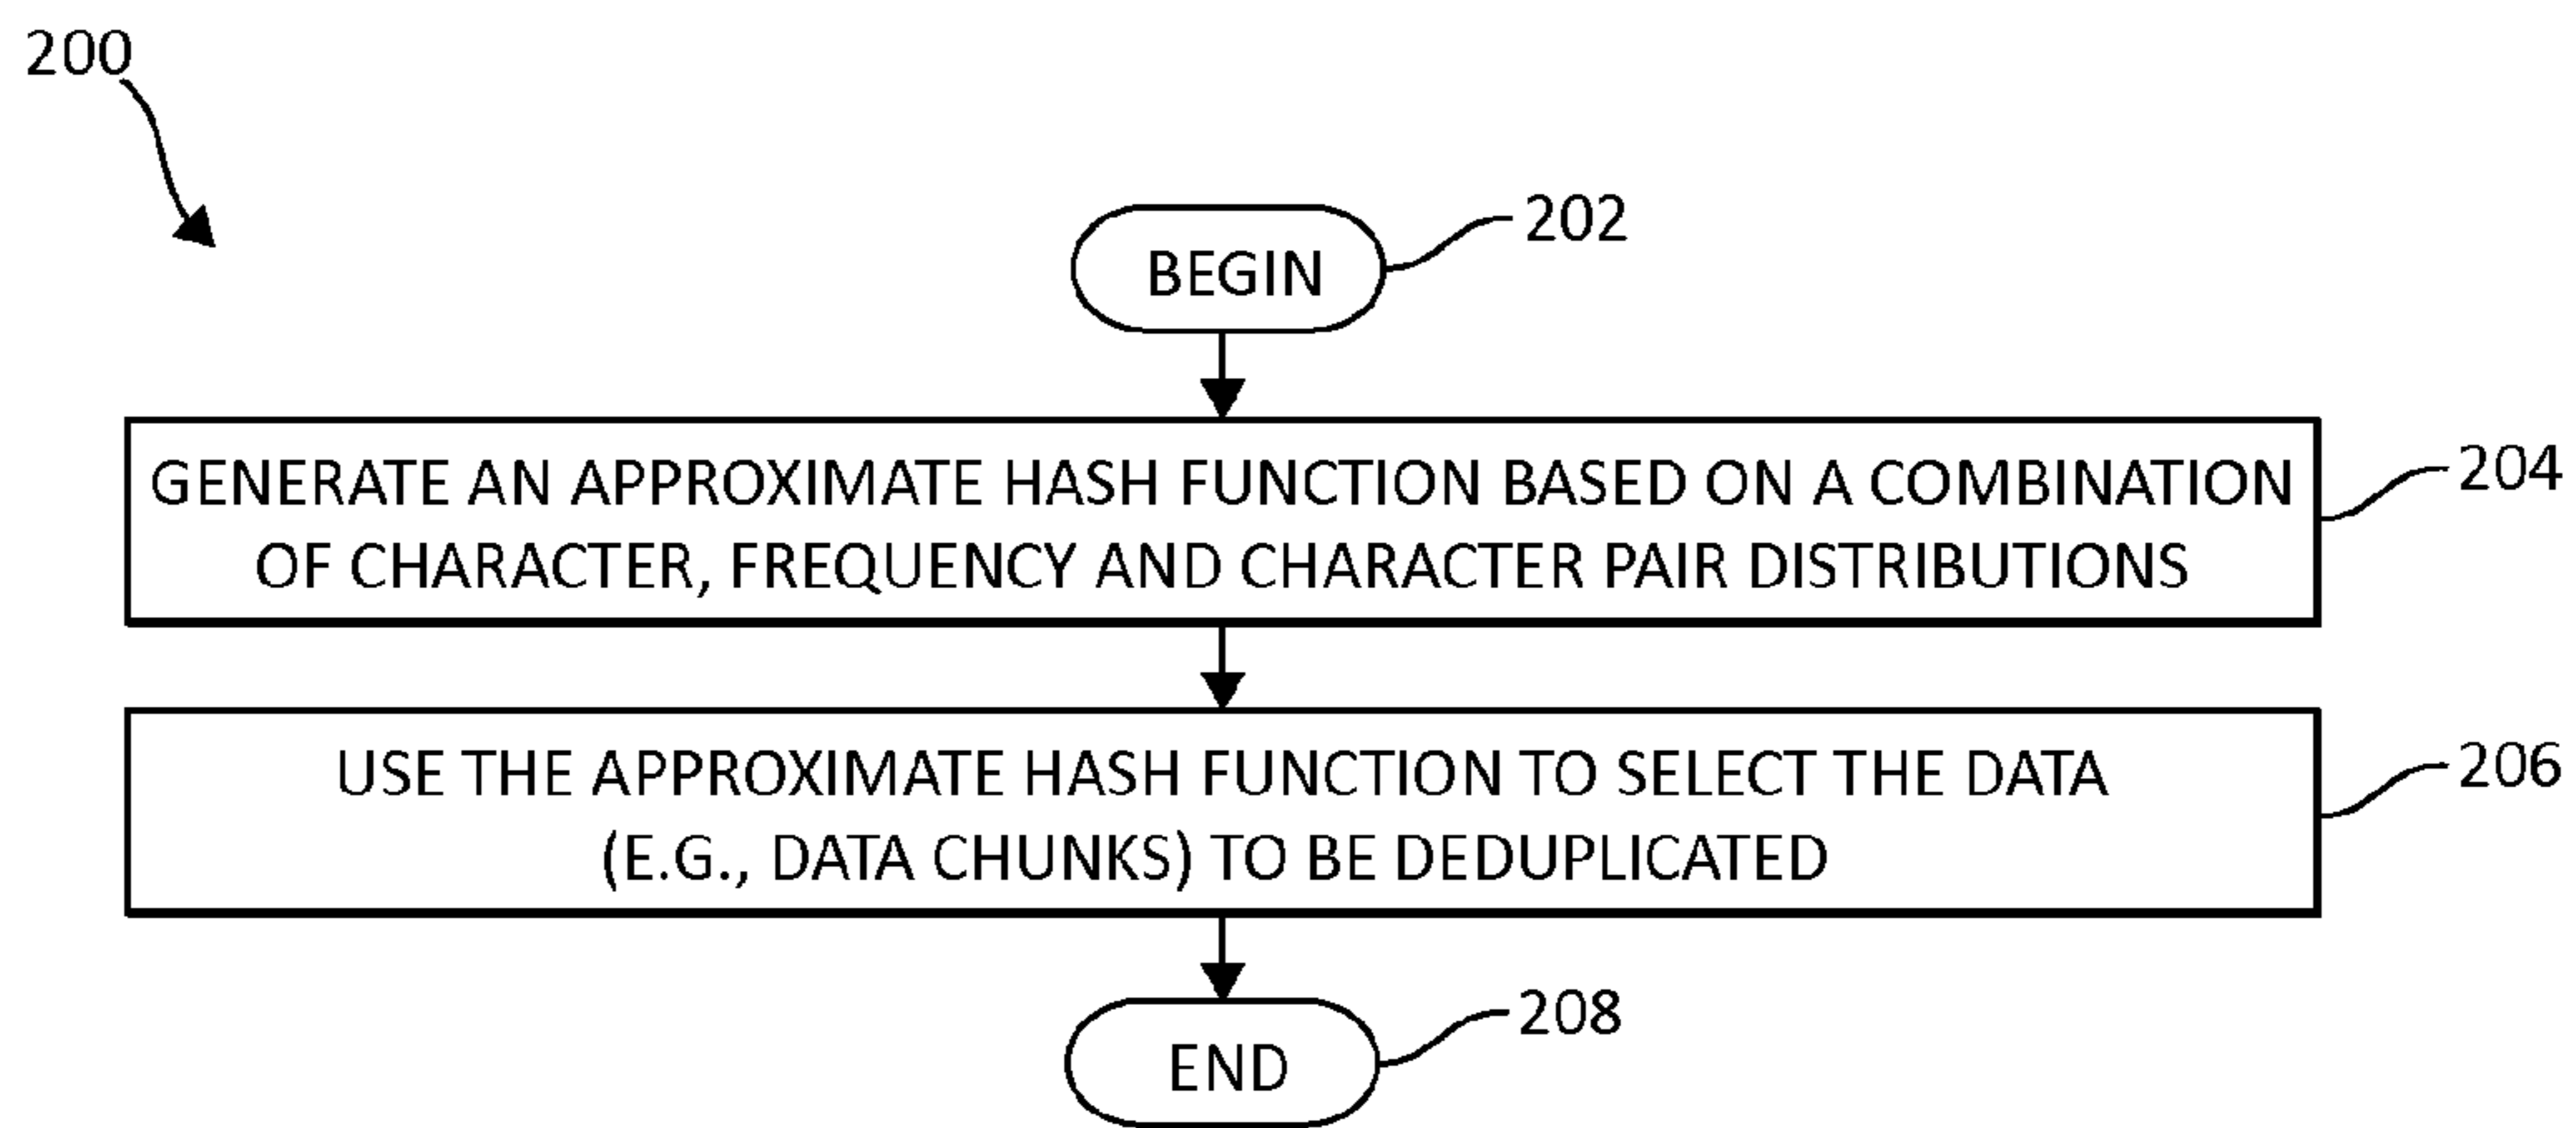 200
BEGIN
202
GENERATE AN APPROXIMATE HASH FUNCTION BASED ON A COMBINATION
OF CHARACTER, FREQUENCY AND CHARACTER PAIR DISTRIBUTIONS
204
USE THE APPROXIMATE HASH FUNCTION TO SELECT THE DATA
(E.G., DATA CHUNKS) TO BE DEDUPLICATED
206
END
208